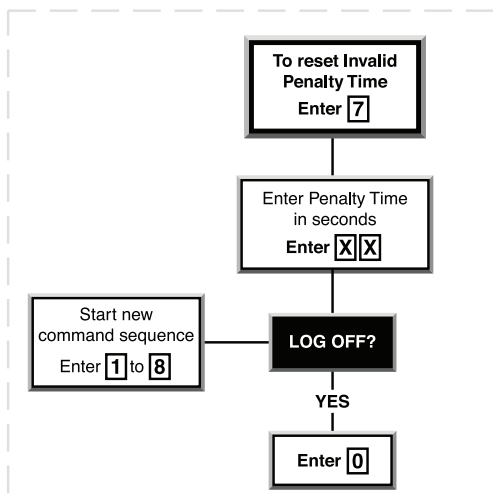 To reset Invalid
Penalty Time
Enter 7
Enter Penalty Time
in seconds
Enter X X
Start new
command sequence
Enter 1 to 8
LOG OFF?
YES
Enter 0